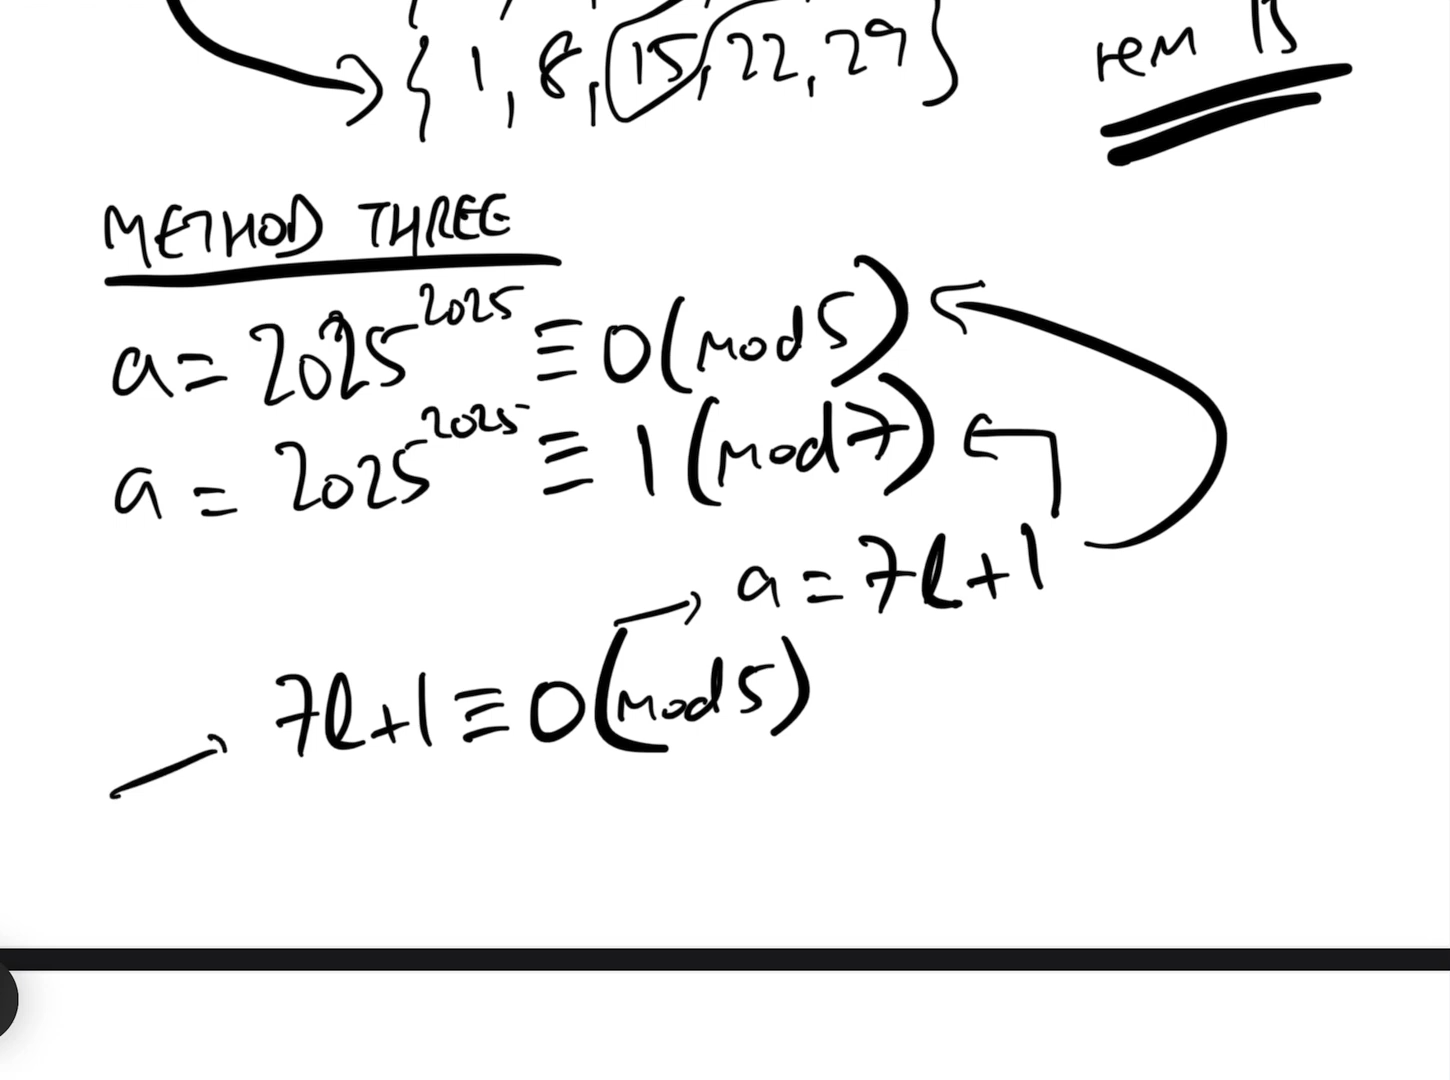 {1, 8, 15, 22, 29}
rem 15
METHOD THREE
a = 2025^2025 ≡ 0 (mod 5)
a = 2025^2025 ≡ 1 (mod 7)
→ a = 7l + 1
→ 7l + 1 ≡ 0 (mod 5)